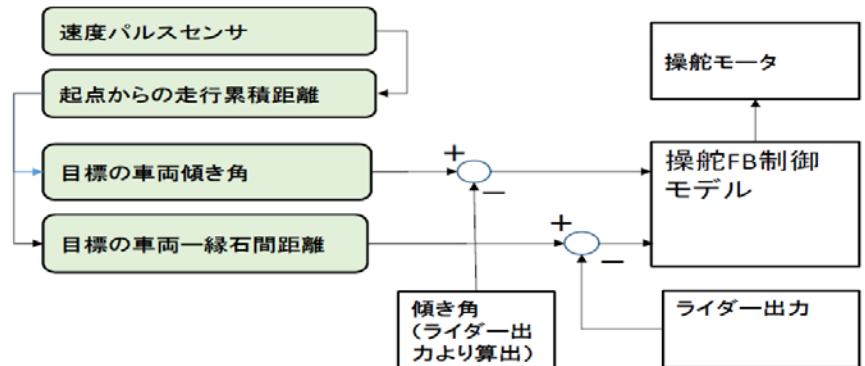 速度パルスセンサ
起点からの走行累積距離
目標の車両傾き角
目標の車両―縁石間距離
+
−
+
−
操舵モータ
操舵FB制御
モデル
傾き角
(ライダー出
力より算出)
ライダー出力